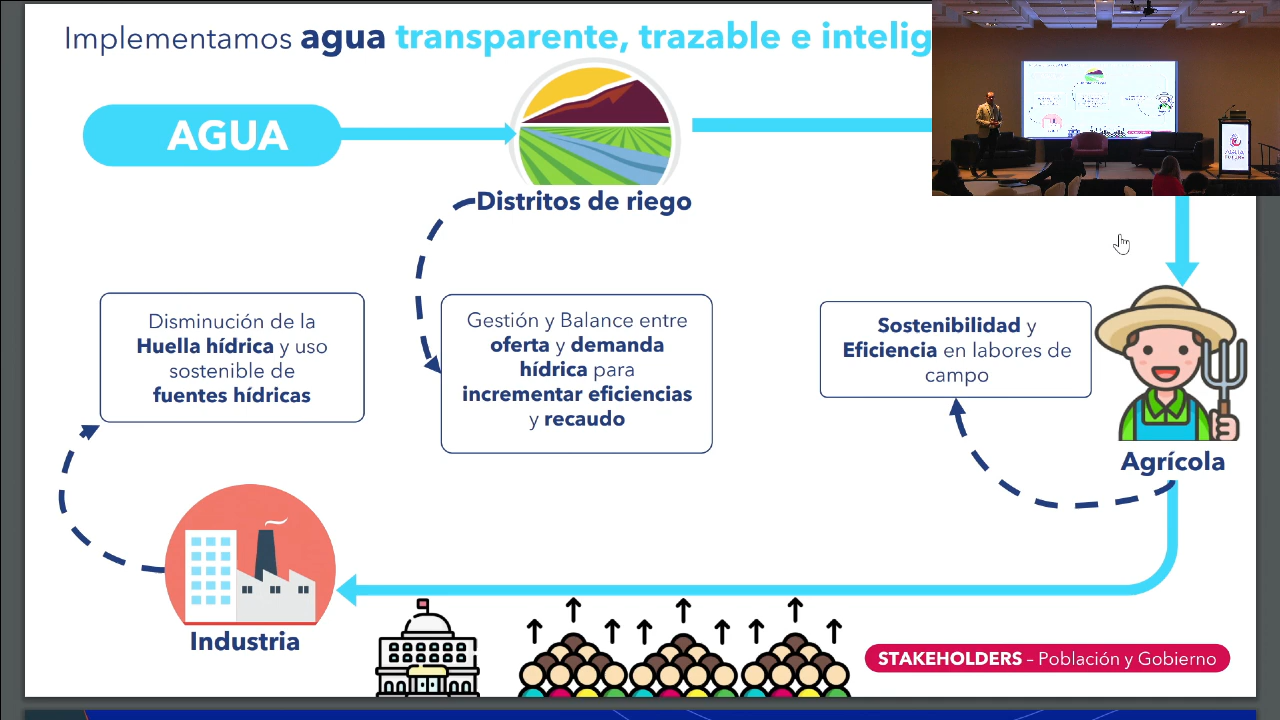 Implementamos agua transparente, trazable e intelig
AGUA
Distritos de riego
Disminución de la
Huella hídrica y uso
sostenible de
fuentes hídricas
Gestión y Balance entre
oferta y demanda
hídrica para
incrementar eficiencias
y recaudo
Sostenibilidad y
Eficiencia en labores de
campo
Agrícola
Industria
STAKEHOLDERS – Población y Gobierno